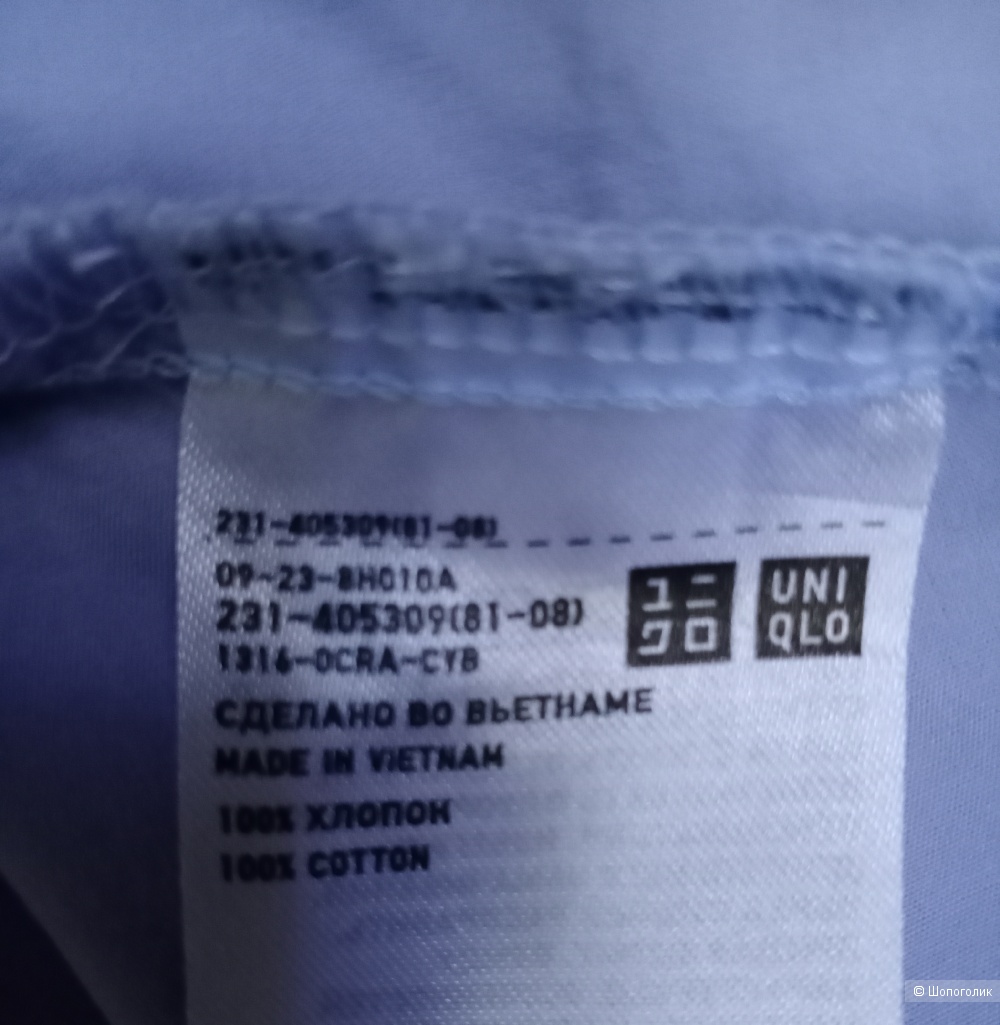 231-405309(81-08)
09-23-8H010A
231-405309(81-08)
1316-0CRA-CYB
ユニ
クロ
UNI
QLO
СДЕЛАНО ВО ВЬЕТНАМЕ
MADE IN VIETNAM
100% ХЛОПОК
100% COTTON
© Шопоголик